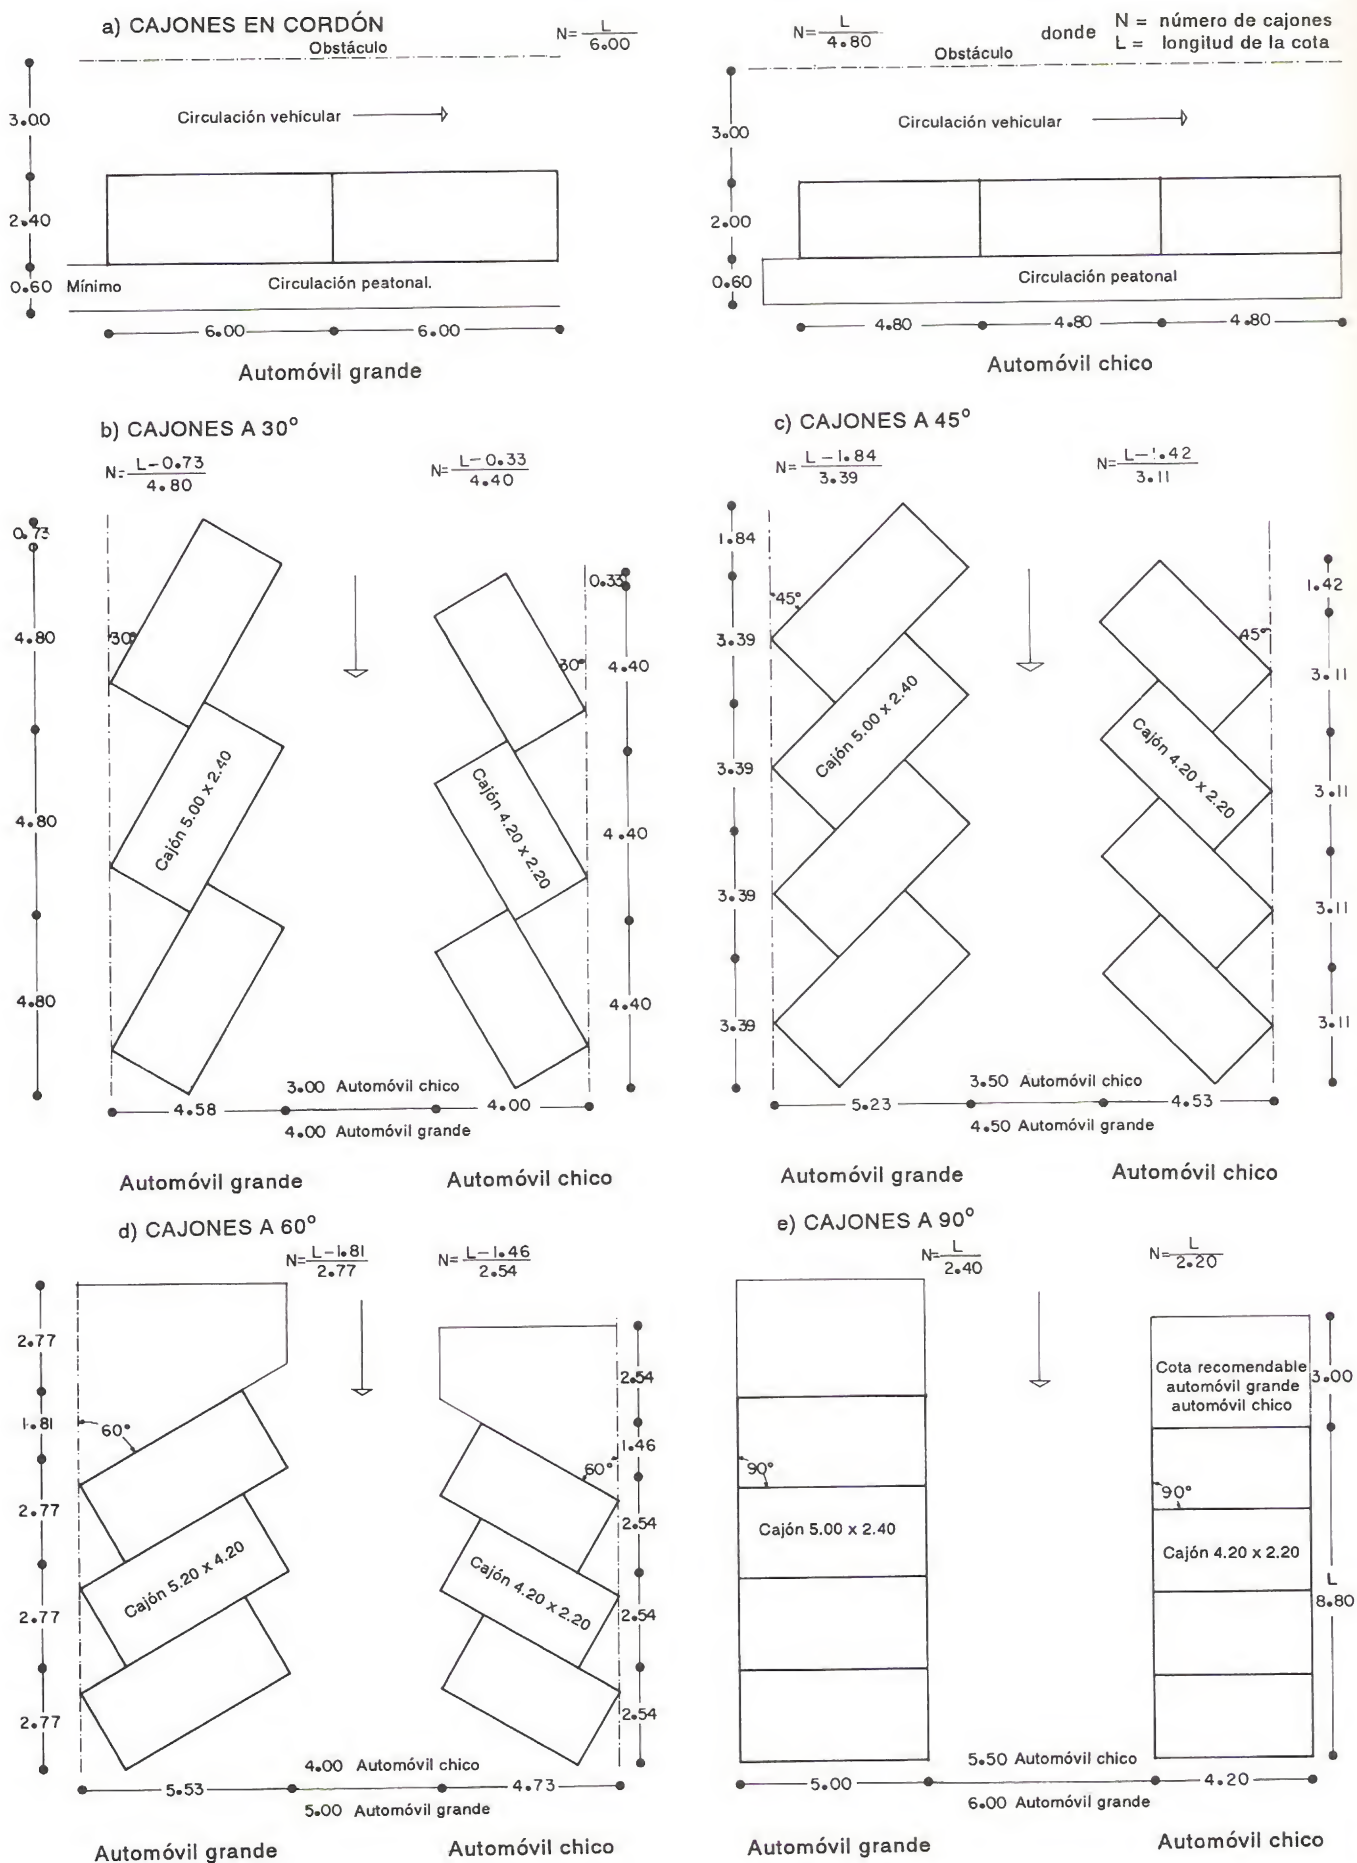 a) CAJONES EN CORDÓN
N= L / 6.00
Obstáculo
3.00
Circulación vehicular
2.40
0.60
Mínimo
Circulación peatonal.
6.00
6.00
Automóvil grande
N= L / 4.80
donde N = número de cajones
L = longitud de la cota
Obstáculo
3.00
Circulación vehicular
2.00
0.60
Circulación peatonal
4.80
4.80
4.80
Automóvil chico
b) CAJONES A 30°
N= L-0.73 / 4.80
N= L-0.33 / 4.40
0.73
4.80
4.80
4.80
30°
Cajón 5.00 x 2.40
0.33
30°
4.40
4.40
4.40
Cajón 4.20 x 2.20
3.00 Automóvil chico
4.58
4.00
4.00 Automóvil grande
Automóvil grande
Automóvil chico
c) CAJONES A 45°
N= L-1.84 / 3.39
N= L-1.42 / 3.11
1.84
3.39
3.39
3.39
3.39
45°
Cajón 5.00 x 2.40
45°
Cajón 4.20 x 2.20
1.42
3.11
3.11
3.11
3.11
3.50 Automóvil chico
5.23
4.53
4.50 Automóvil grande
Automóvil grande
Automóvil chico
d) CAJONES A 60°
N= L-1.81 / 2.77
N= L-1.46 / 2.54
2.77
1.81
2.77
2.77
2.77
60°
Cajón 5.20 x 4.20
60°
Cajón 4.20 x 2.20
2.54
1.46
2.54
2.54
2.54
4.00 Automóvil chico
5.53
4.73
5.00 Automóvil grande
Automóvil grande
Automóvil chico
e) CAJONES A 90°
N= L / 2.40
N= L / 2.20
90°
Cajón 5.00 x 2.40
Cota recomendable
automóvil grande
automóvil chico
3.00
90°
Cajón 4.20 x 2.20
L
8.80
5.50 Automóvil chico
5.00
4.20
6.00 Automóvil grande
Automóvil grande
Automóvil chico